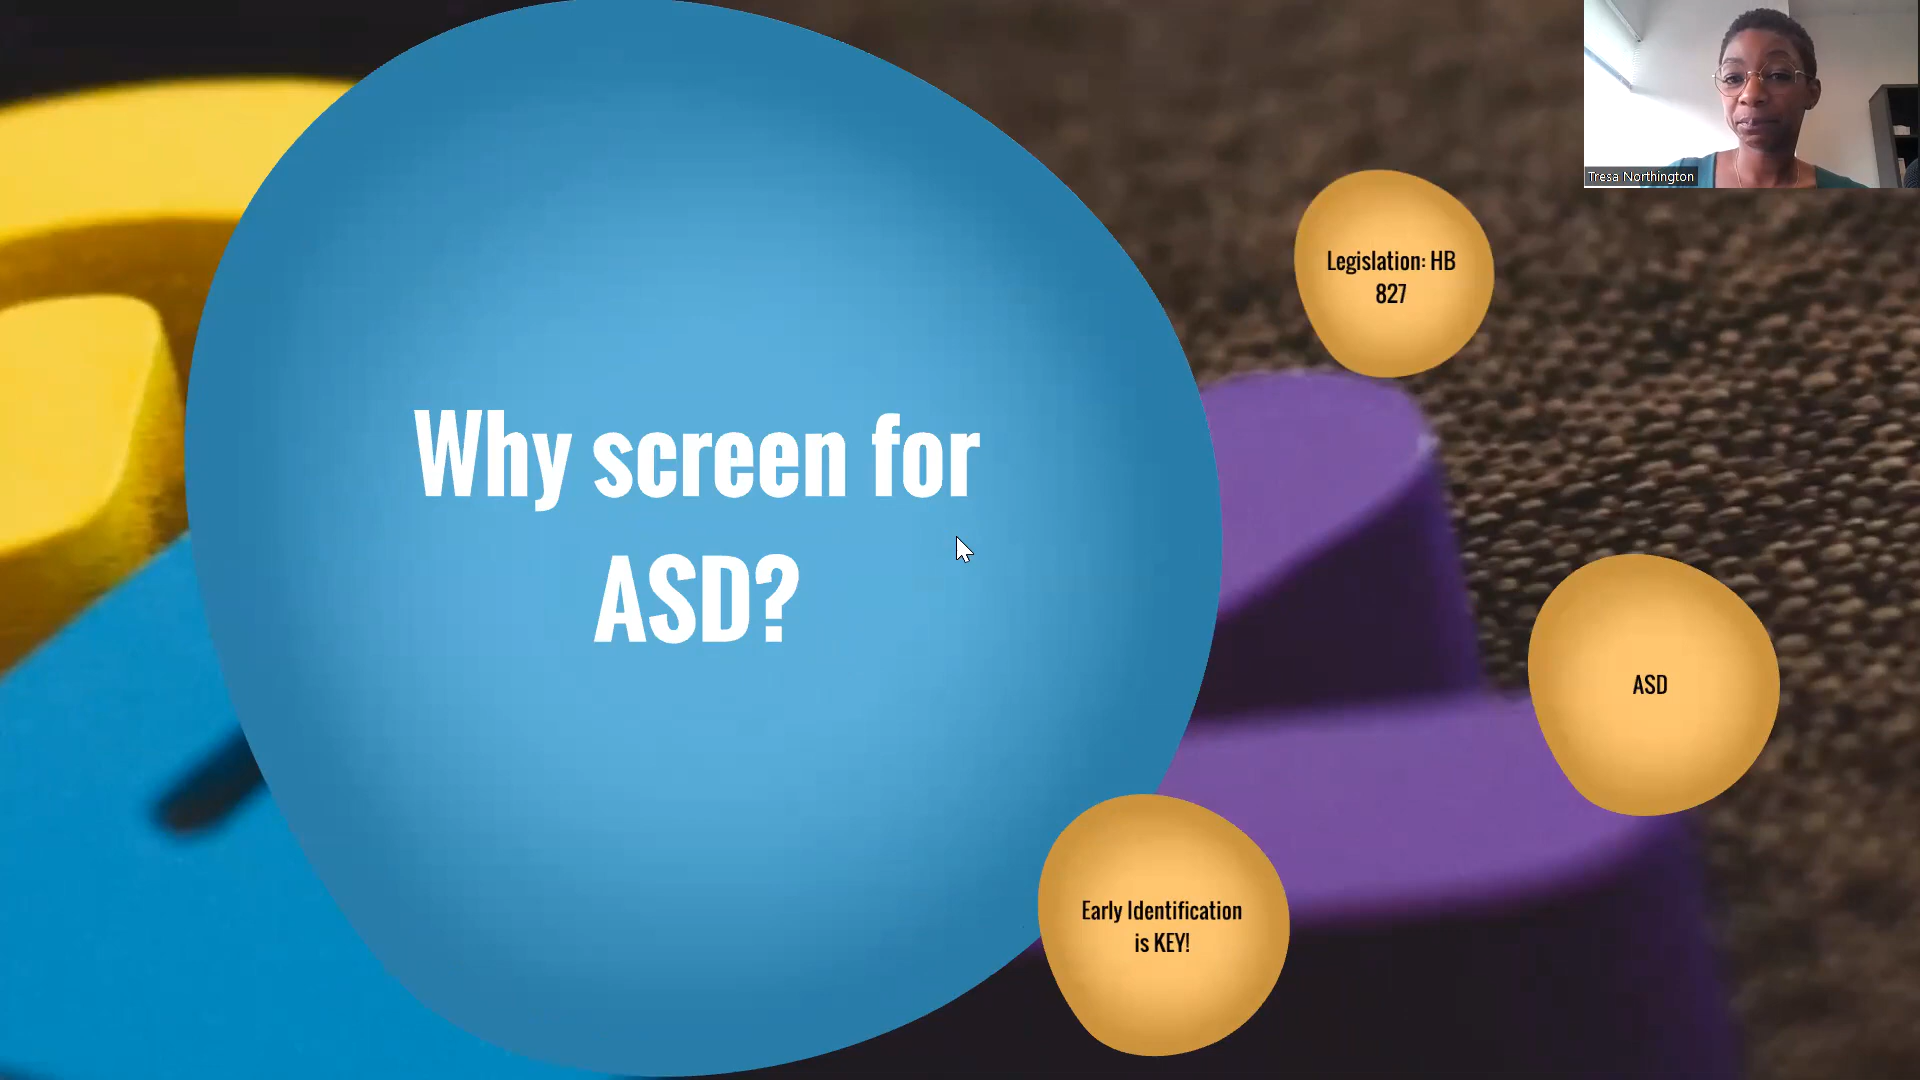 Why screen for
ASD?
Legislation: HB
827
ASD
Early Identification
is KEY!
Tresa Northington